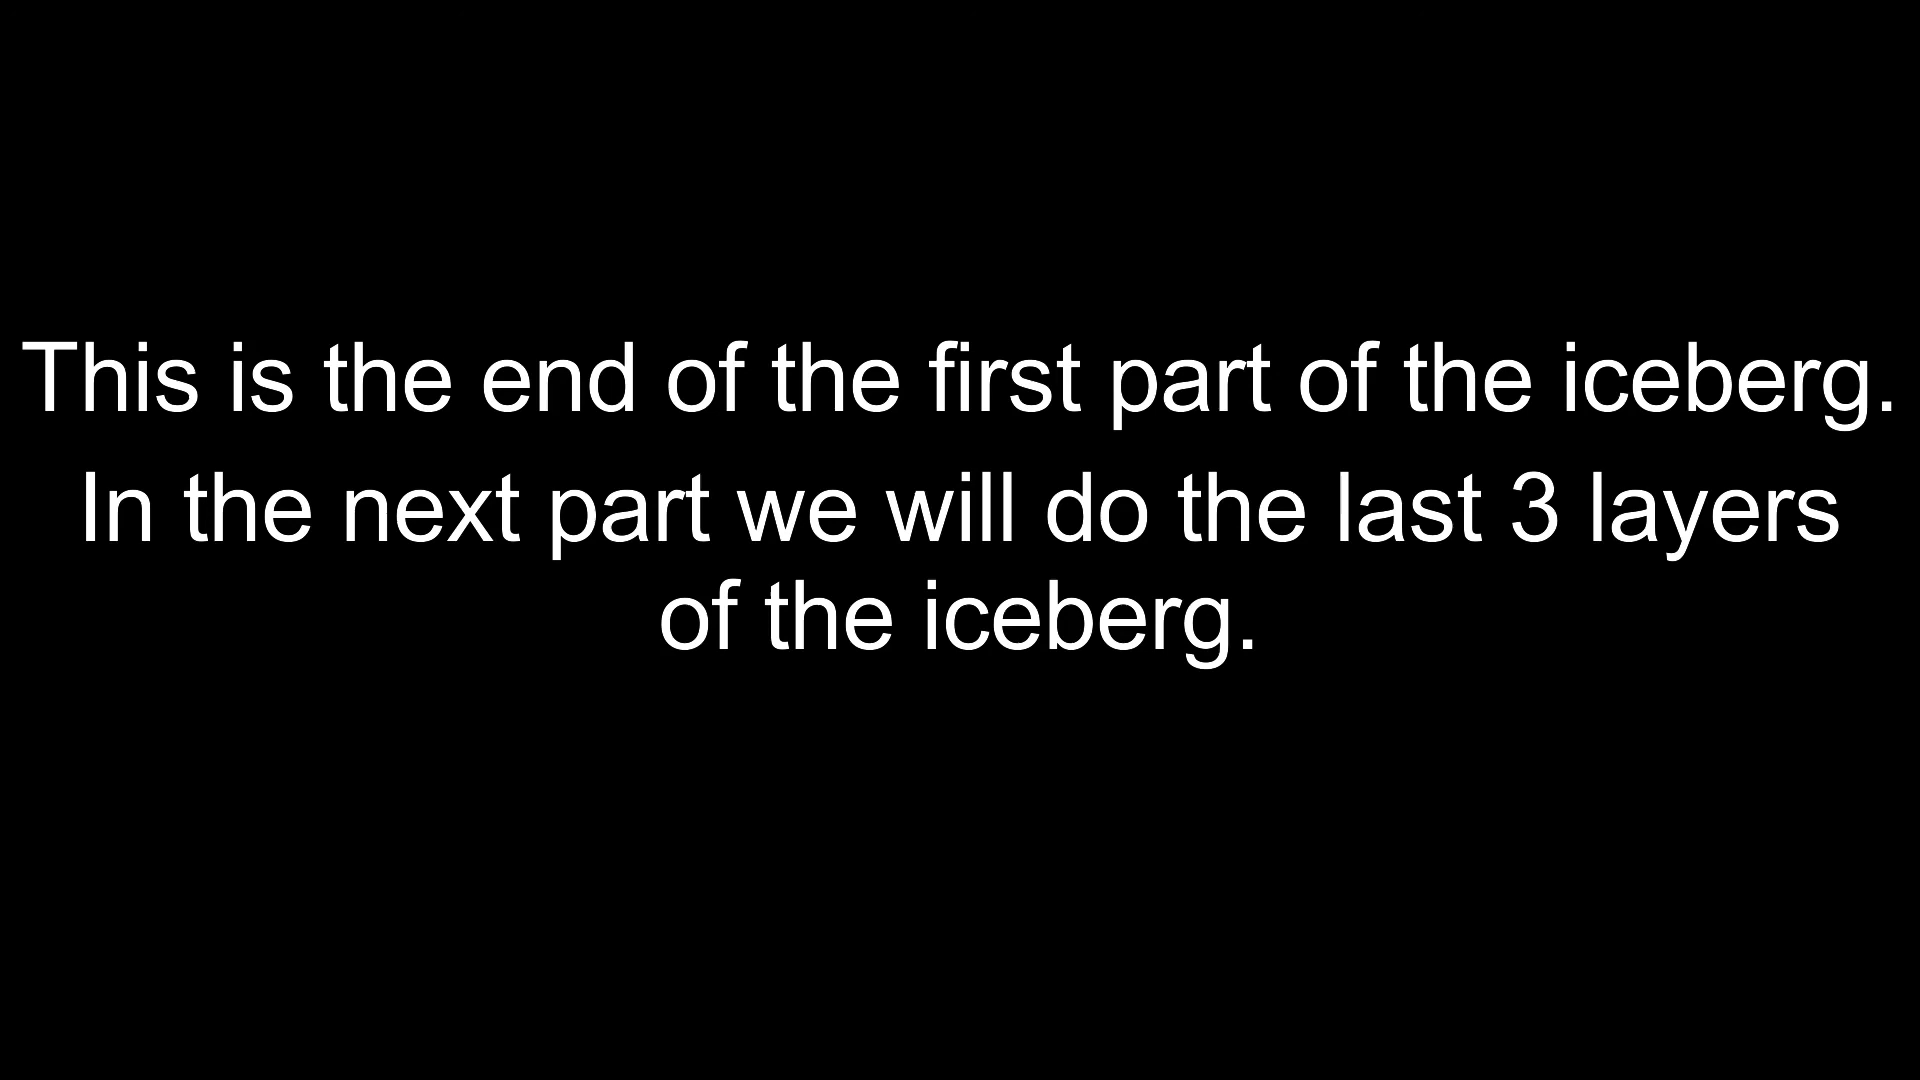 This is the end of the first part of the iceberg.
In the next part we will do the last 3 layers
of the iceberg.